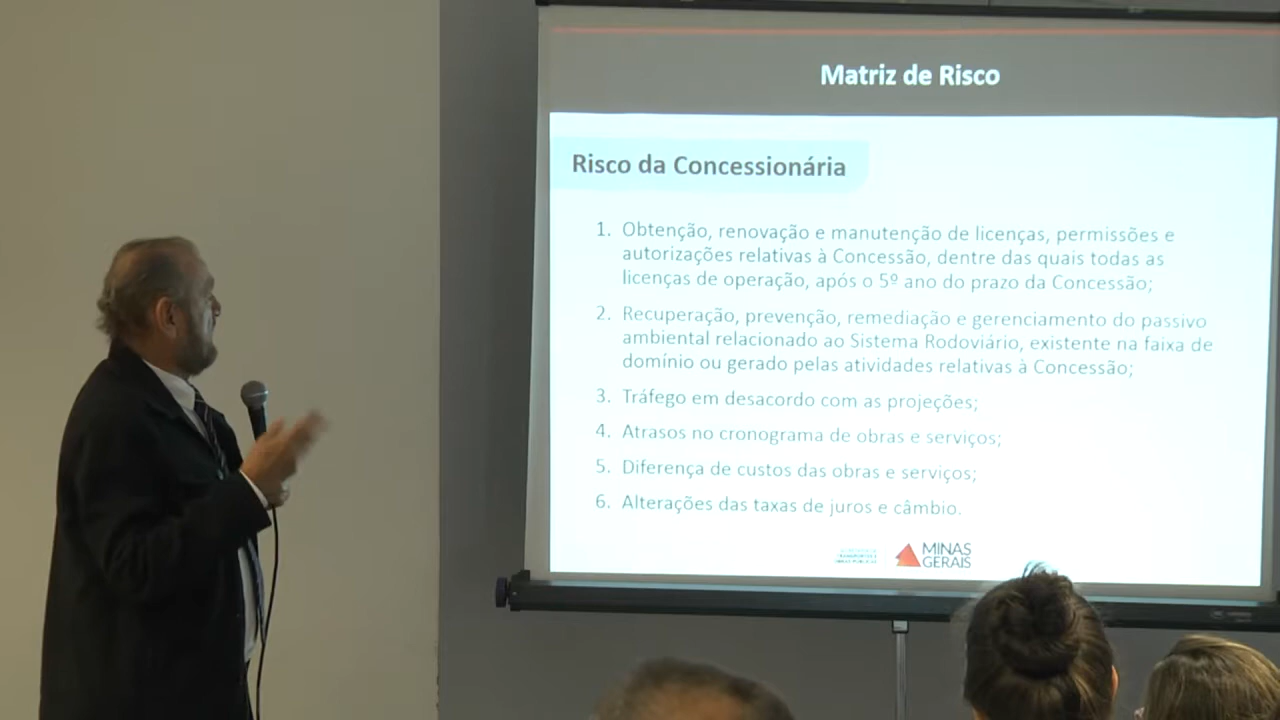 Matriz de Risco
Risco da Concessionária
1. Obtenção, renovação e manutenção de licenças, permissões e
autorizações relativas à Concessão, dentre das quais todas as
licenças de operação, após o 5º ano do prazo da Concessão;
2. Recuperação, prevenção, remediação e gerenciamento do passivo
ambiental relacionado ao Sistema Rodoviário, existente na faixa de
domínio ou gerado pelas atividades relativas à Concessão;
3. Tráfego em desacordo com as projeções;
4. Atrasos no cronograma de obras e serviços;
5. Diferença de custos das obras e serviços;
6. Alterações das taxas de juros e câmbio.
MINAS
GERAIS